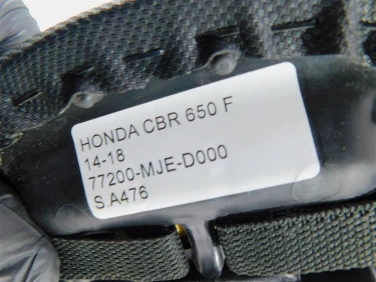 HONDA CBR 650 F
14-18
77200-MJE-D000
S.A476